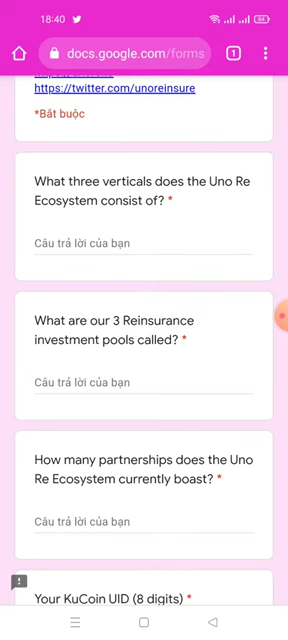 18:40
84
docs.google.com/forms
1
https://twitter.com/unoreinsure
*Bắt buộc
What three verticals does the Uno Re
Ecosystem consist of? *
Câu trả lời của bạn
What are our 3 Reinsurance
investment pools called? *
Câu trả lời của bạn
How many partnerships does the Uno
Re Ecosystem currently boast? *
Câu trả lời của bạn
Your KuCoin UID (8 digits) *